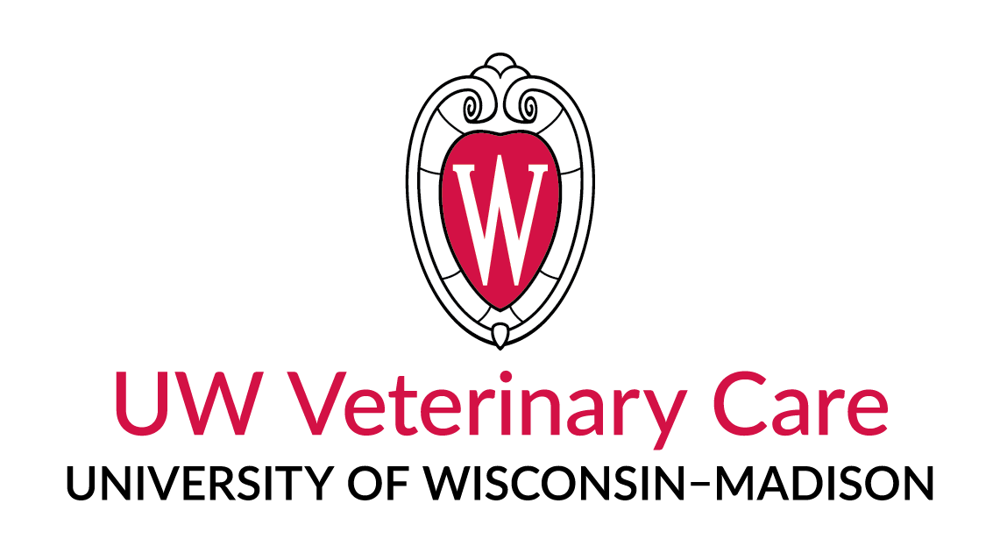 W
UW Veterinary Care
UNIVERSITY OF WISCONSIN–MADISON